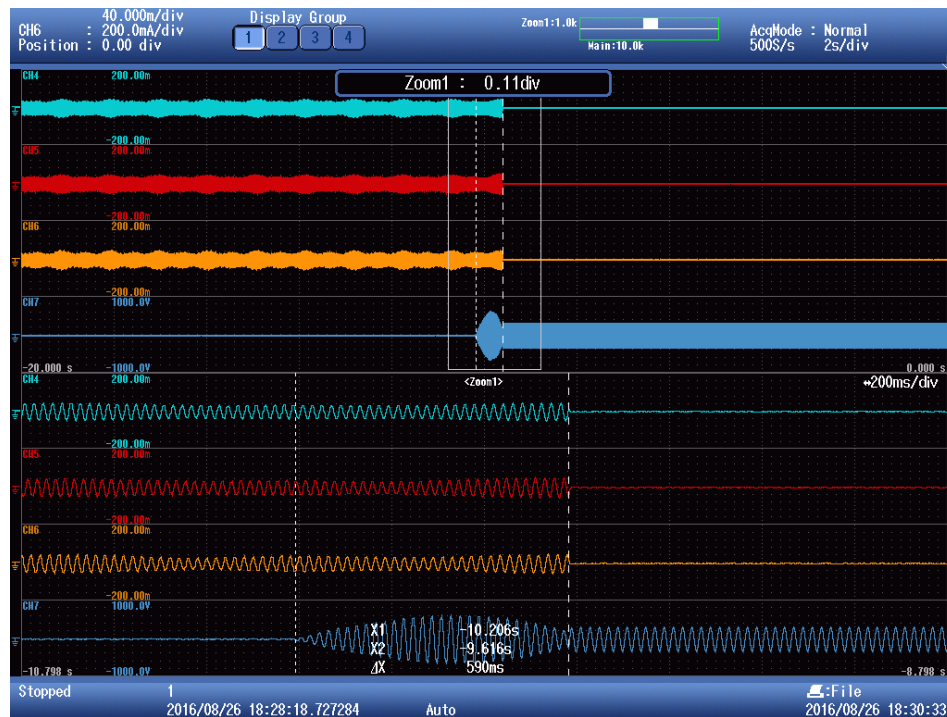 40.000m/div
CH6 : 200.0mA/div
Position : 0.00 div
Display Group
1 2 3 4
Zoom1:1.0k
Main:10.0k
AcqMode : Normal
500S/s 2s/div
Zoom1 : 0.11div
CH4 200.00m
-200.00m
CH5 200.00m
-200.00m
CH6 200.00m
-200.00m
CH7 1000.0V
-20.000 s -1000.0V 0.000 s
CH4 200.00m <Zoom1> ↔200ms/div
-200.00m
CH5 200.00m
-200.00m
CH6 200.00m
-200.00m
CH7 1000.0V
X1 -10.206s
X2 -9.616s
ΔX 590ms
-10.798 s -1000.0V -8.798 s
Stopped 1 :File
2016/08/26 18:28:18.727284 Auto 2016/08/26 18:30:33